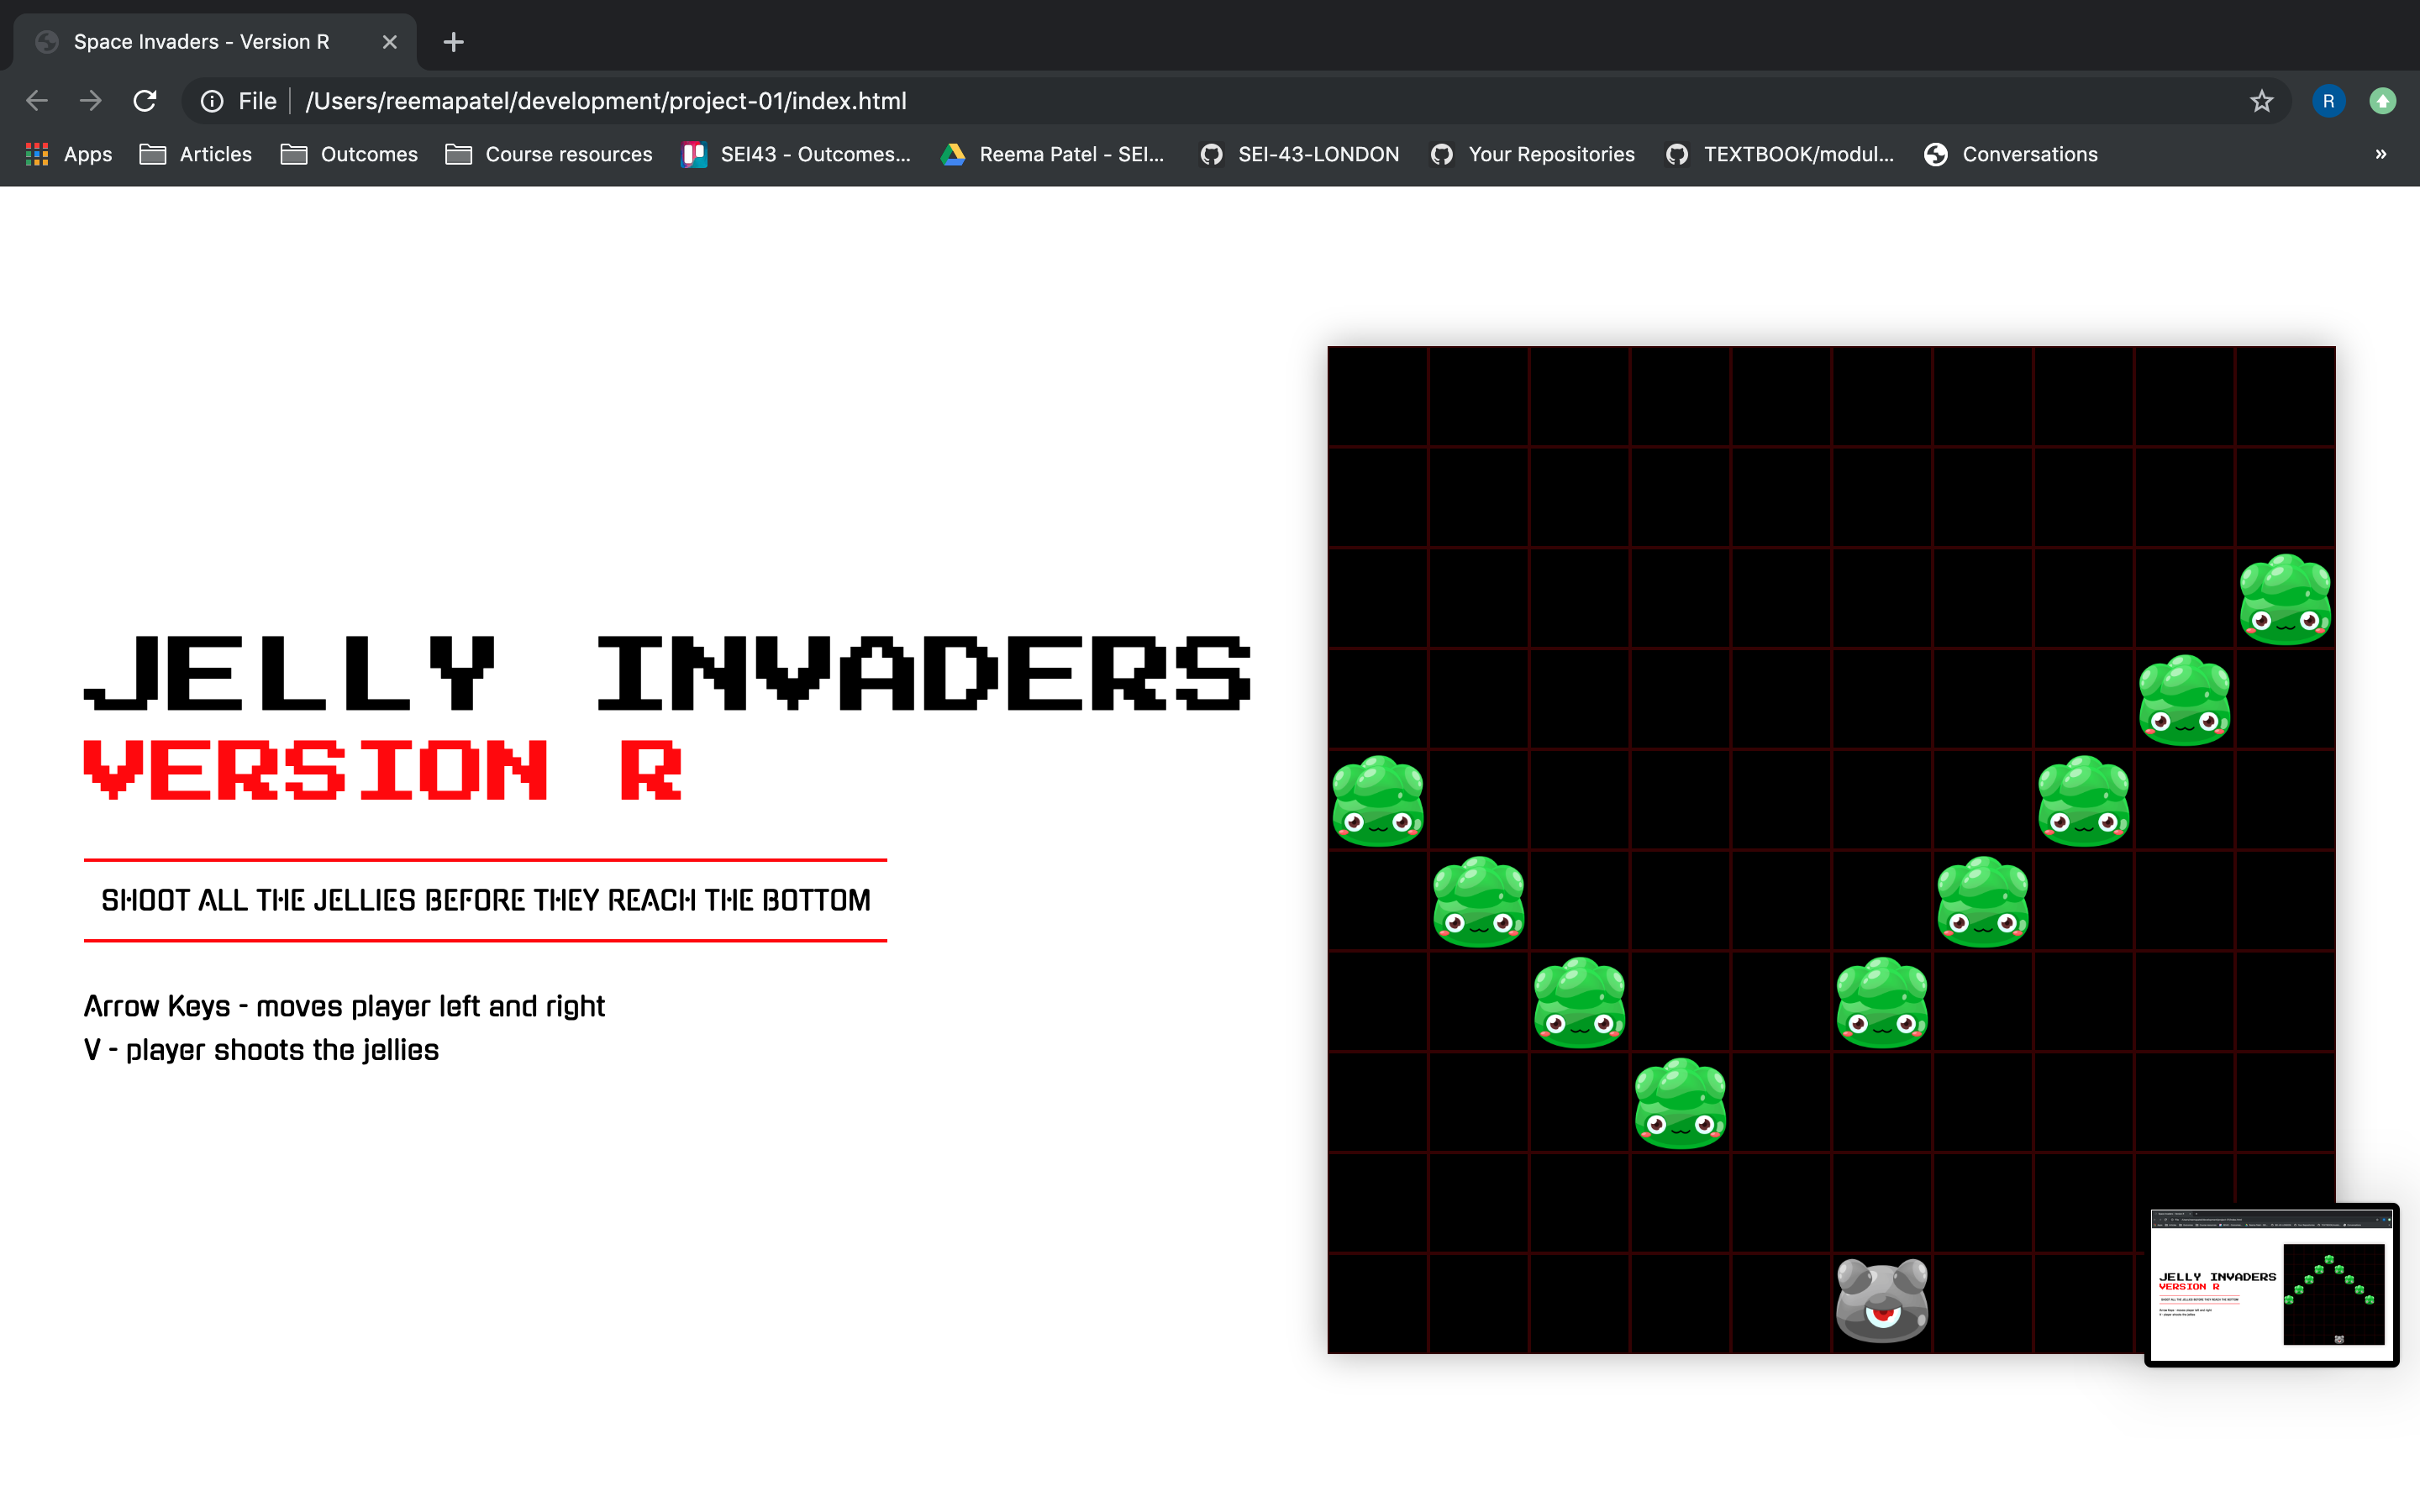 Space Invaders - Version R
File /Users/reemapatel/development/project-01/index.html
R
Apps Articles Outcomes Course resources SEI43 - Outcomes... Reema Patel - SEI... SEI-43-LONDON Your Repositories TEXTBOOK/modul... Conversations »
JELLY INVADERS
VERSION R
SHOOT ALL THE JELLIES BEFORE THEY REACH THE BOTTOM
Arrow Keys - moves player left and right
V - player shoots the jellies
JELLY INVADERS
VERSION R